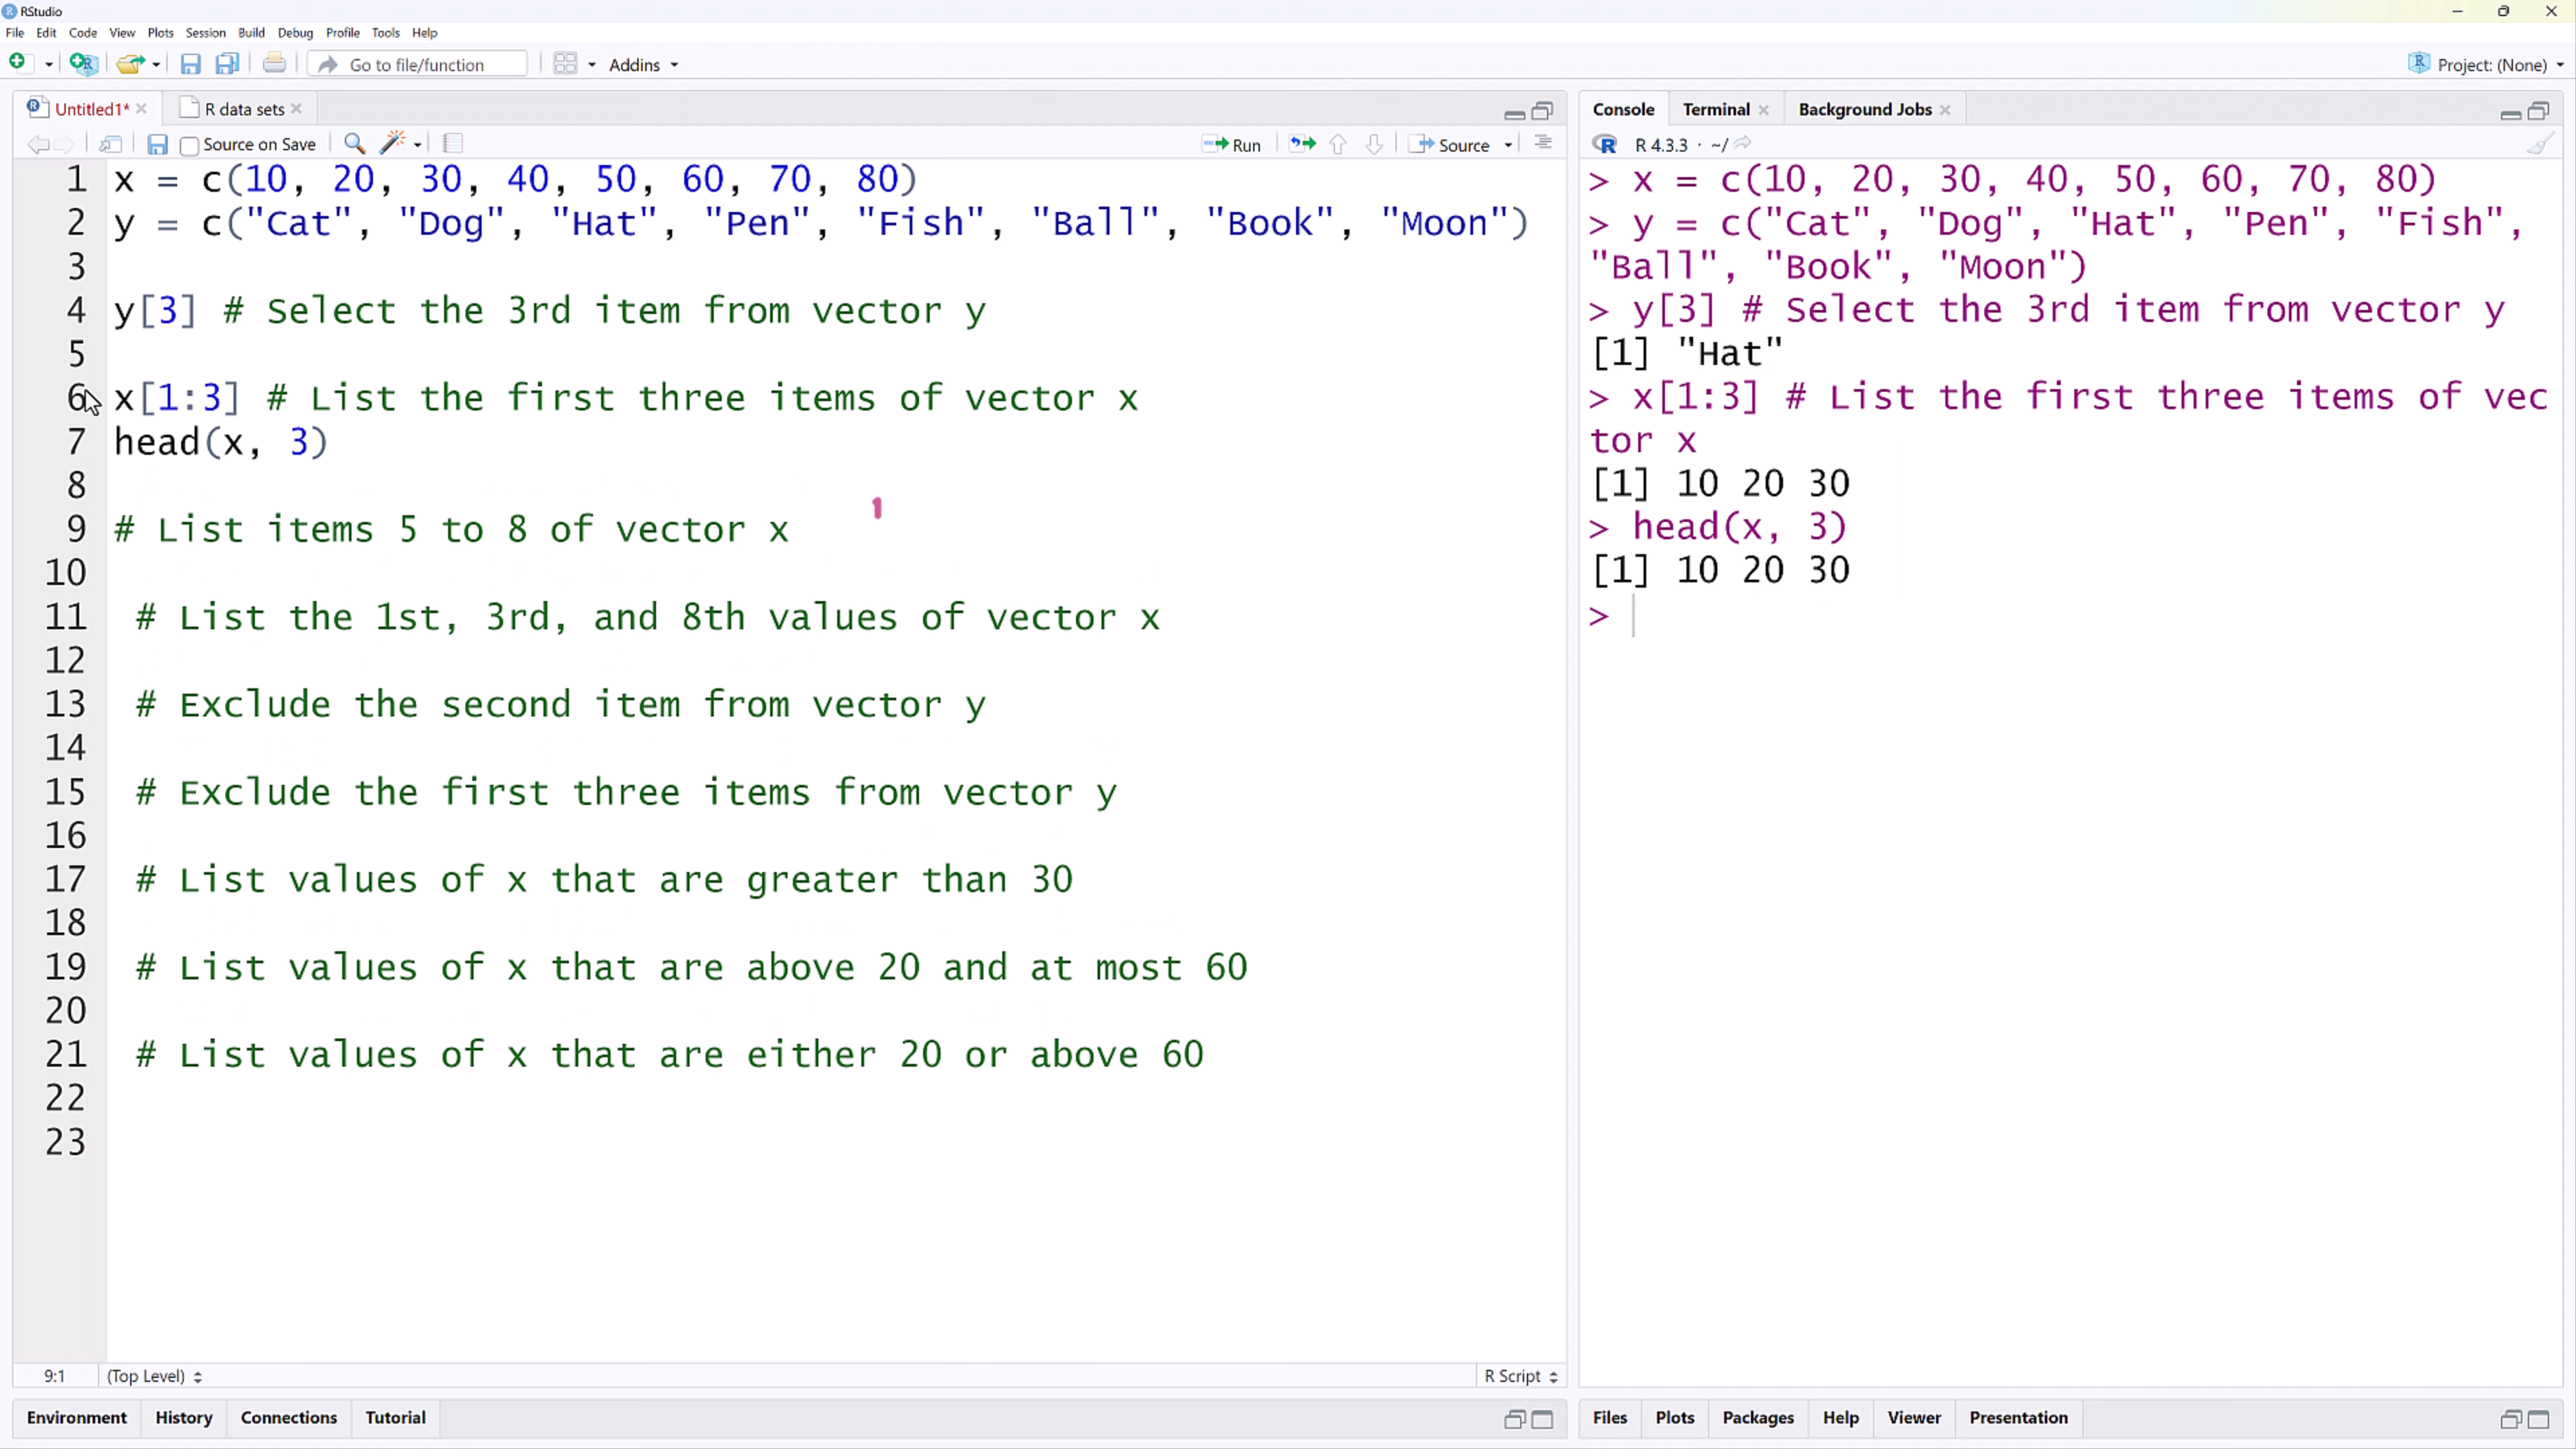 RStudio
File Edit Code View Plots Session Build Debug Profile Tools Help
Go to file/function Addins Project: (None)
Untitled1* R data sets
Source on Save Run Source
1 x = c(10, 20, 30, 40, 50, 60, 70, 80)
2 y = c("Cat", "Dog", "Hat", "Pen", "Fish", "Ball", "Book", "Moon")
3
4 y[3] # Select the 3rd item from vector y
5
6 x[1:3] # List the first three items of vector x
7 head(x, 3)
8
1
9 # List items 5 to 8 of vector x
10
11 # List the 1st, 3rd, and 8th values of vector x
12
13 # Exclude the second item from vector y
14
15 # Exclude the first three items from vector y
16
17 # List values of x that are greater than 30
18
19 # List values of x that are above 20 and at most 60
20
21 # List values of x that are either 20 or above 60
22
23
9:1 (Top Level) R Script
Environment History Connections Tutorial
Console Terminal Background Jobs
R 4.3.3 · ~/
> x = c(10, 20, 30, 40, 50, 60, 70, 80)
> y = c("Cat", "Dog", "Hat", "Pen", "Fish",
"Ball", "Book", "Moon")
> y[3] # Select the 3rd item from vector y
[1] "Hat"
> x[1:3] # List the first three items of vec
tor x
[1] 10 20 30
> head(x, 3)
[1] 10 20 30
>
Files Plots Packages Help Viewer Presentation